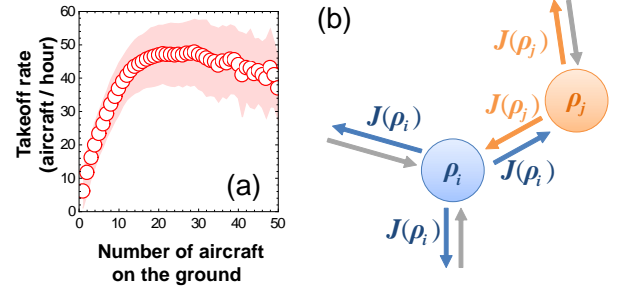 Takeoff rate
(aircraft / hour)
60
50
40
30
20
10
0
0 10 20 30 40 50
(a)
Number of aircraft
on the ground
(b)
J(ρj)
ρj
J(ρj)
J(ρi)
ρi
J(ρi)
J(ρi)